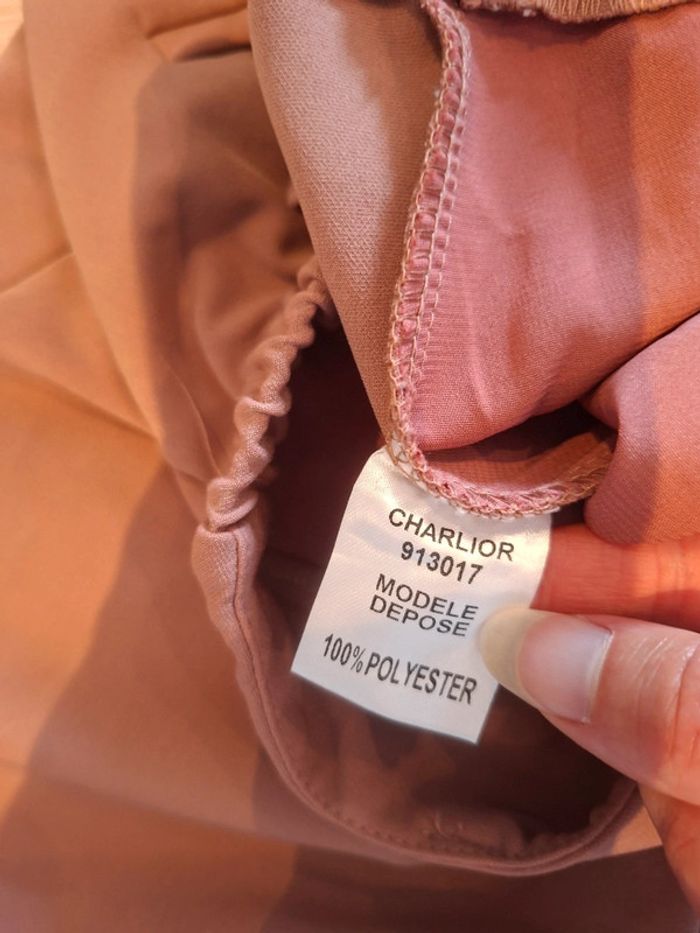 CHARLIOR
913017
MODELE
DEPOSE
100% POLYESTER